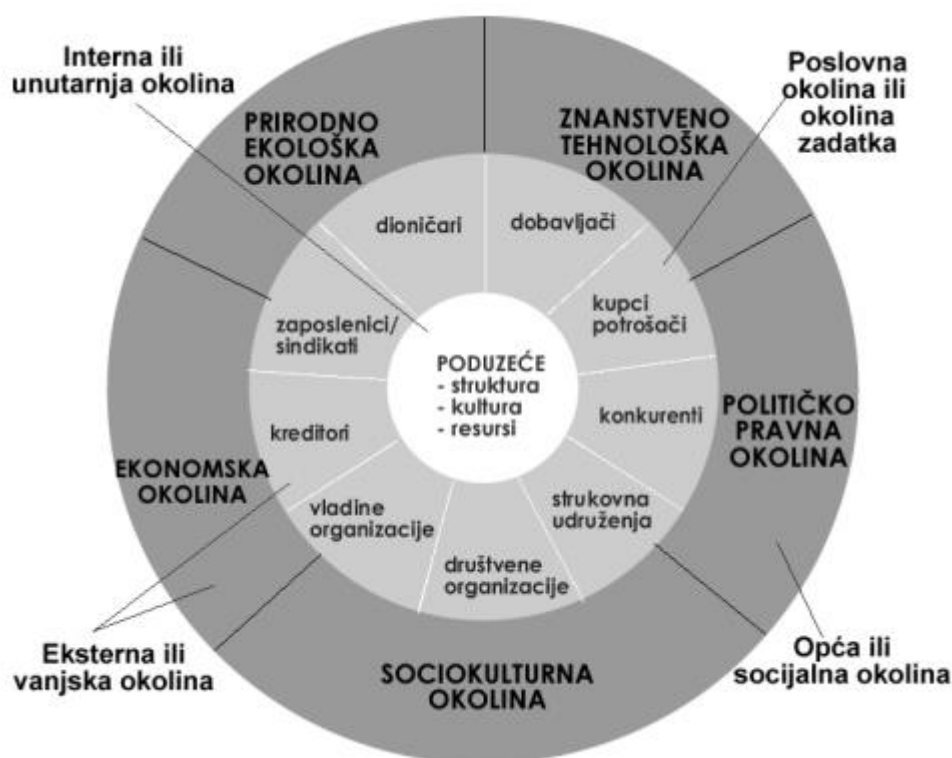 Interna ili
unutarnja okolina
Poslovna
okolina ili
okolina
zadatka
PRIRODNO
EKOLOŠKA
OKOLINA
ZNANSTVENO
TEHNOLOŠKA
OKOLINA
dioničari
dobavljači
zaposlenici/
sindikati
kupci
potrošači
PODUZEĆE
- struktura
- kultura
- resursi
kreditori
konkurenti
POLITIČKO
PRAVNA
OKOLINA
EKONOMSKA
OKOLINA
vladine
organizacije
strukovna
udruženja
društvene
organizacije
Eksterna ili
vanjska okolina
SOCIOKULTURNA
OKOLINA
Opća ili
socijalna okolina